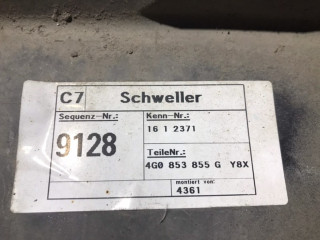 C7 Schweller
Sequenz-Nr.: Kenn-Nr.:
9128 16 1 2371
TeileNr.:
4G0 853 855 G Y8X
montiert von:
4361